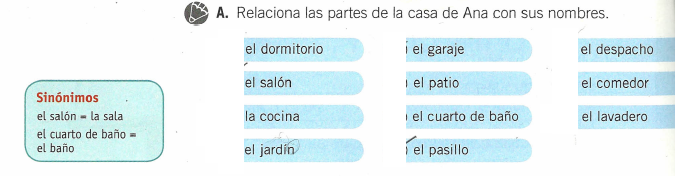 A. Relaciona las partes de la casa de Ana con sus nombres.
el dormitorio
el garaje
el despacho
el salón
el patio
el comedor
la cocina
el cuarto de baño
el lavadero
el jardín
el pasillo
Sinónimos
el salón = la sala
el cuarto de baño =
el baño